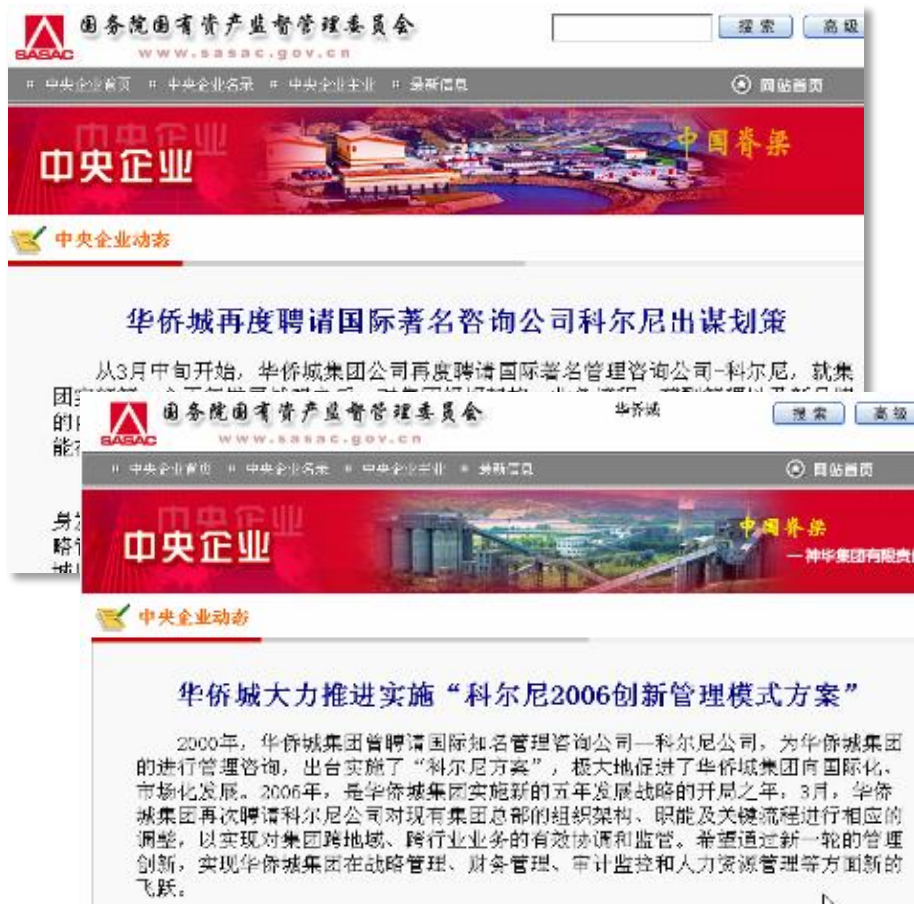 国务院国有资产监督管理委员会
www.sasac.gov.cn
SASAC
搜索
高级
中央企业首页
中央企业名录
中央企业主业
最新信息
网站首页
中央企业
中国脊梁
中央企业动态
华侨城再度聘请国际著名咨询公司科尔尼出谋划策
从3月中旬开始，华侨城集团公司再度聘请国际著名管理咨询公司-科尔尼，就集
国务院国有资产监督管理委员会
www.sasac.gov.cn
SASAC
华侨城
搜索
高级
中央企业首页
中央企业名录
中央企业主业
最新信息
网站首页
中央企业
中国脊梁
—神华集团有限责
中央企业动态
华侨城大力推进实施“科尔尼2006创新管理模式方案”
2000年，华侨城集团曾聘请国际知名管理咨询公司—科尔尼公司，为华侨城集团
的进行管理咨询，出台实施了“科尔尼方案”，极大地促进了华侨城集团向国际化、
市场化发展。2006年，是华侨城集团实施新的五年发展战略的开局之年，3月，华侨
城集团再次聘请科尔尼公司对现有集团总部的组织架构、职能及关键流程进行相应的
调整，以实现对集团跨地域、跨行业业务的有效协调和监管。希望通过新一轮的管理
创新，实现华侨城集团在战略管理、财务管理、审计监控和人力资源管理等方面新的
飞跃。